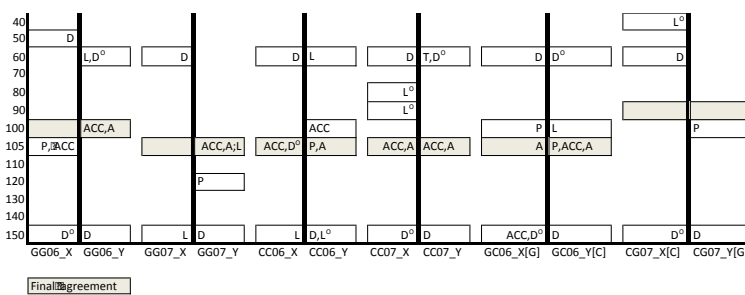 40 L°
50 D
60 L,D° D D L D T,D° D D° D
70
80 L°
90 L°
100 ACC,A ACC P L P
105 ACC ACC,A;L ACC,D° P,A ACC,A ACC,A A P,ACC,A
110
120 P
130
140
150 D° D L D L D,L° D° D ACC,D° D D° D
GG06_X GG06_Y GG07_X GG07_Y CC06_X CC06_Y CC07_X CC07_Y GC06_X[G] GC06_Y[C] CG07_X[C] CG07_Y[G
Final agreement